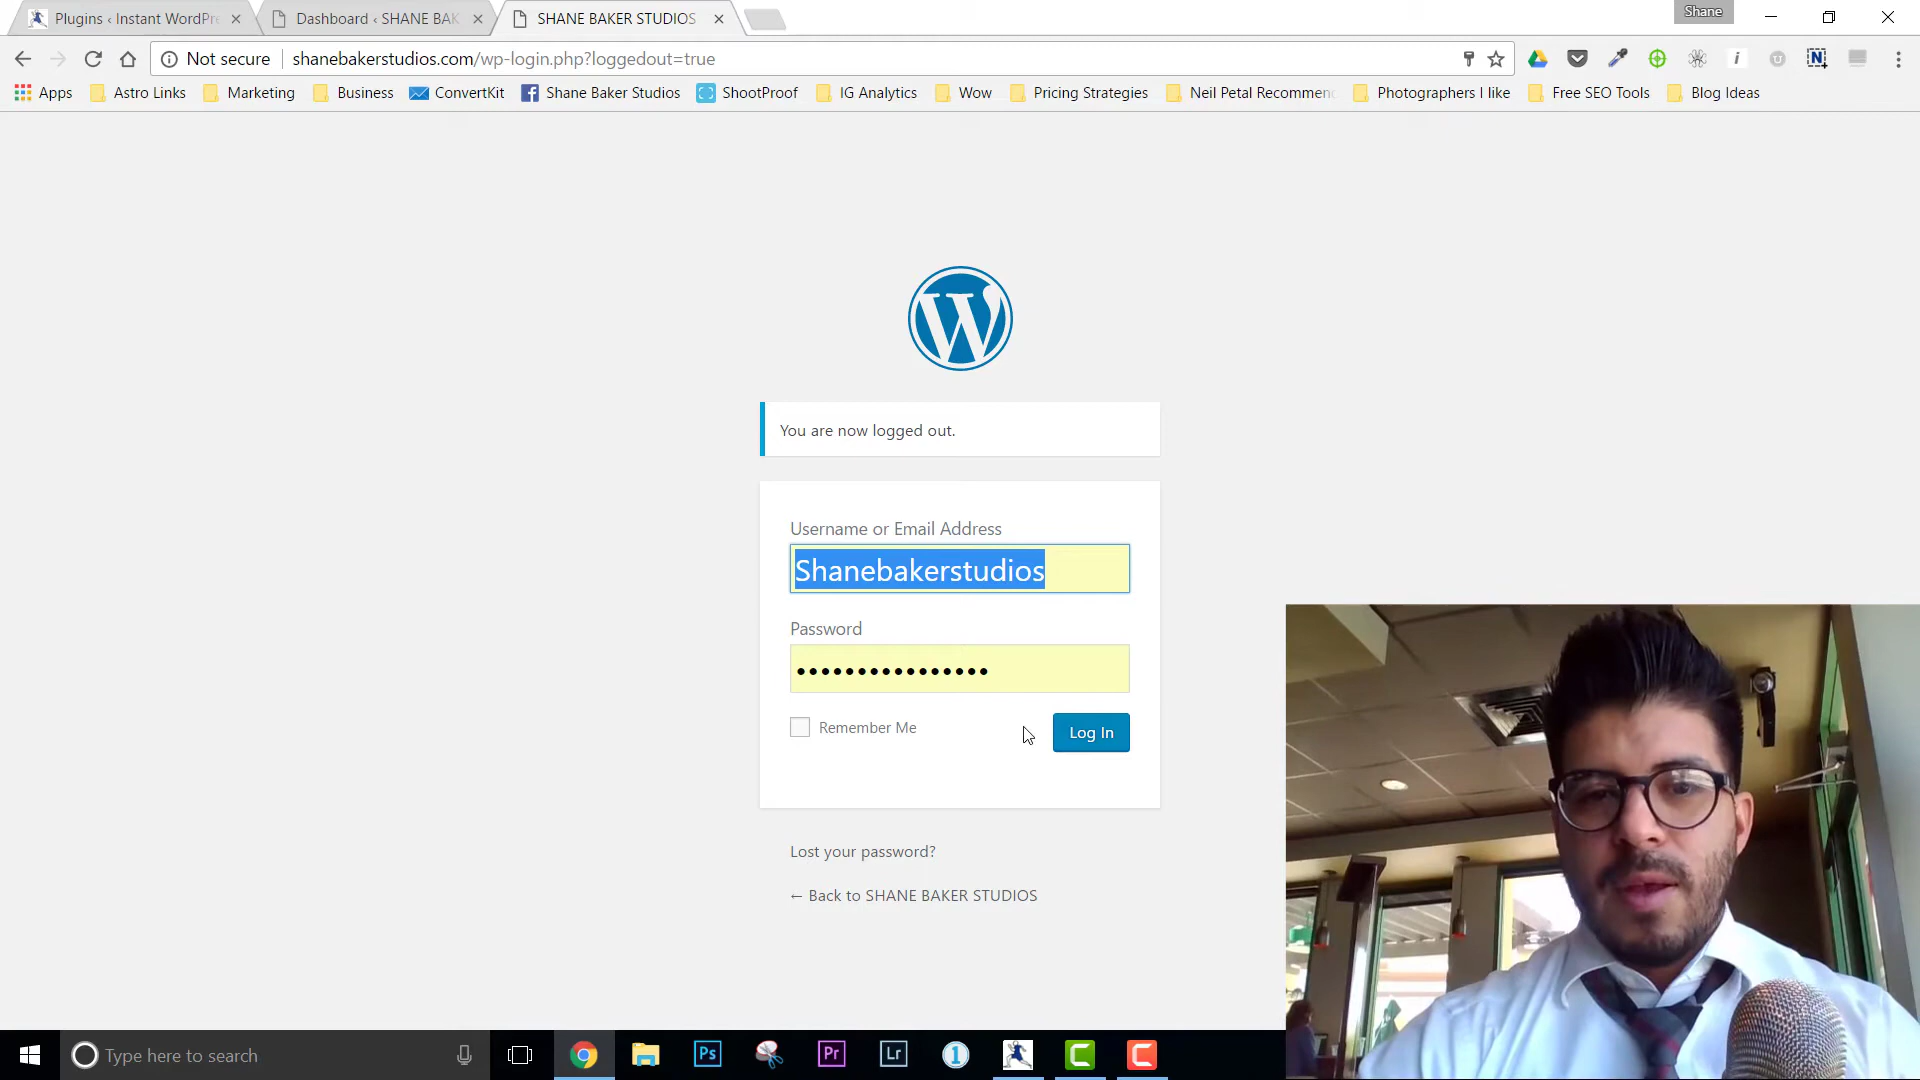 Plugins ‹ Instant WordPre
Dashboard ‹ SHANE BAK
SHANE BAKER STUDIOS
Shane
Not secure
shanebakerstudios.com/wp-login.php?loggedout=true
Apps
Astro Links
Marketing
Business
ConvertKit
Shane Baker Studios
ShootProof
IG Analytics
Wow
Pricing Strategies
Neil Petal Recommen
Photographers I like
Free SEO Tools
Blog Ideas
You are now logged out.
Username or Email Address
Shanebakerstudios
Password
••••••••••••••••
Remember Me
Log In
Lost your password?
← Back to SHANE BAKER STUDIOS
Type here to search
Ps
Pr
Lr